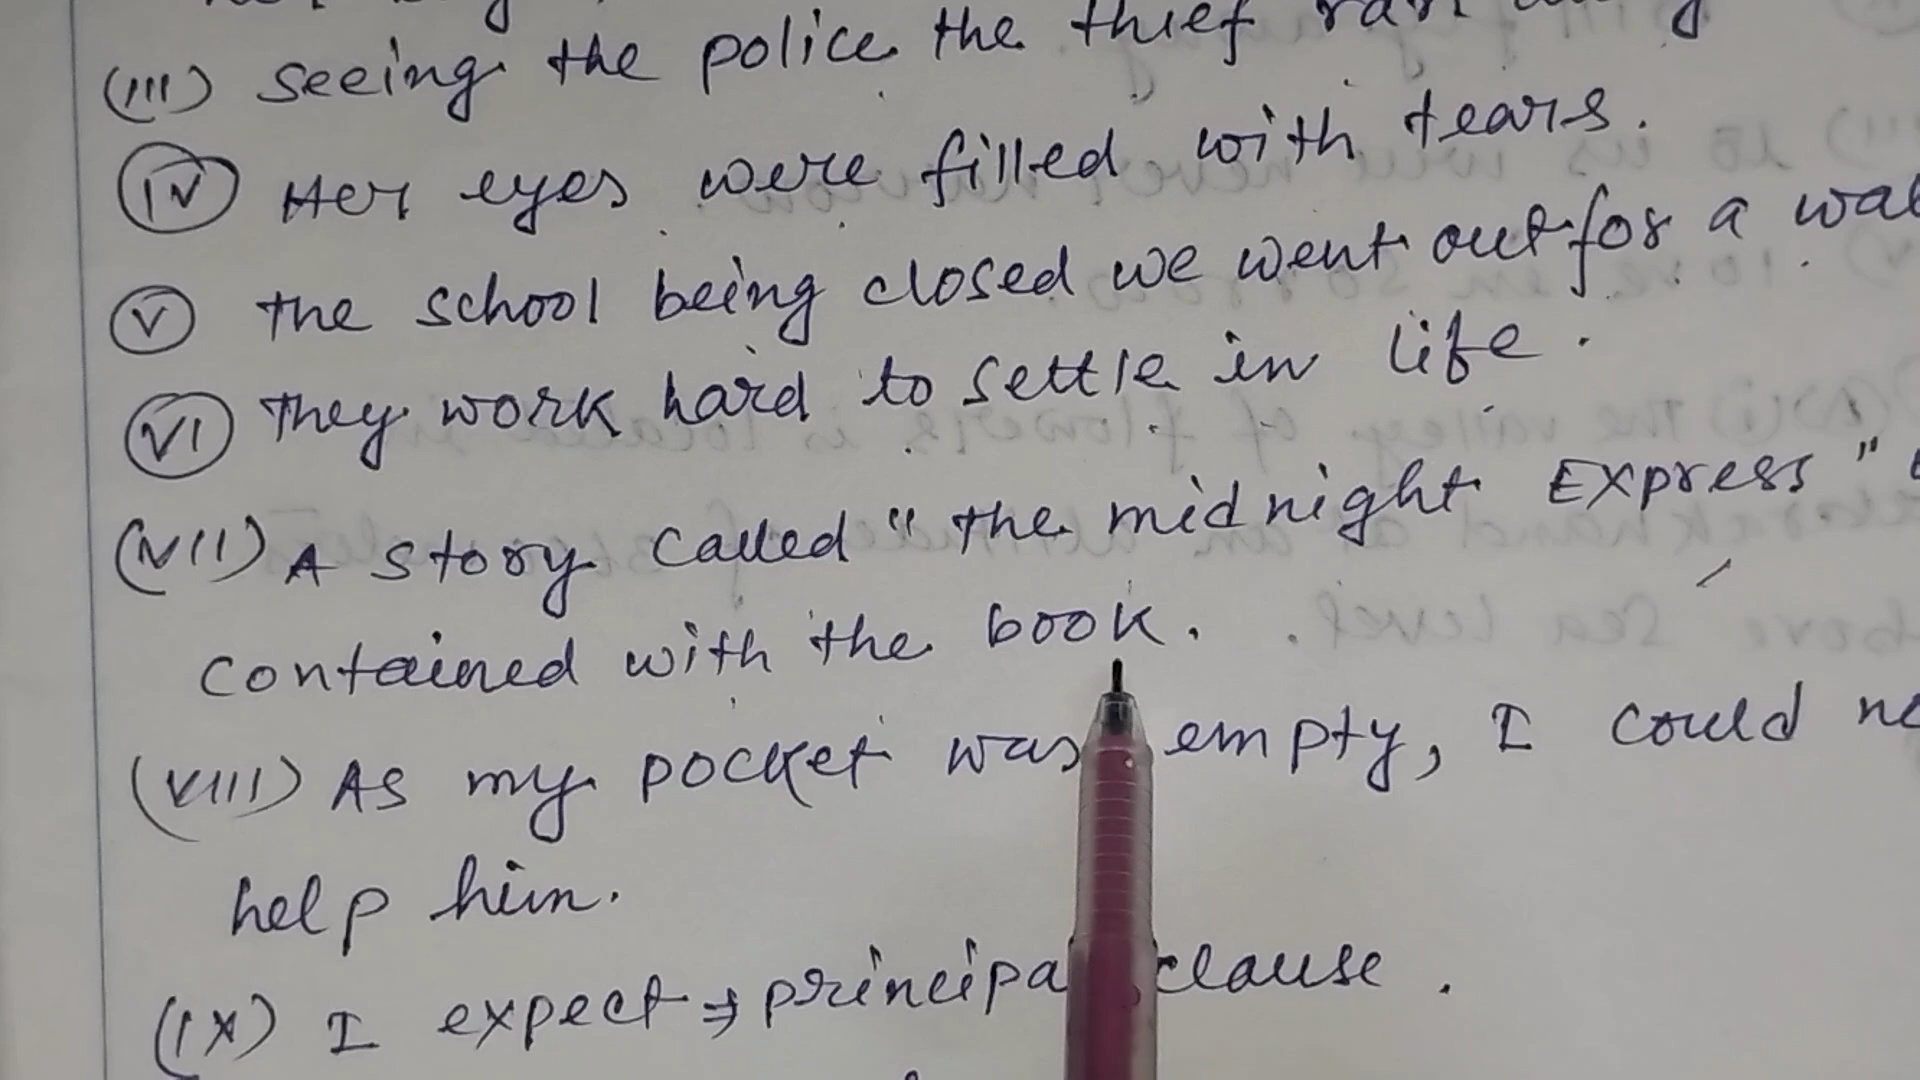 (III) seeing the police the thief ran
(IV) Her eyes were filled with tears.
(V) the school being closed we went out for a
(VI) They work hard to settle in life.
(VII) A story called "the midnight Express"
contained with the book.
(VIII) As my pocket was empty, I could
help him.
(IX) I expect ⇒ principal clause.